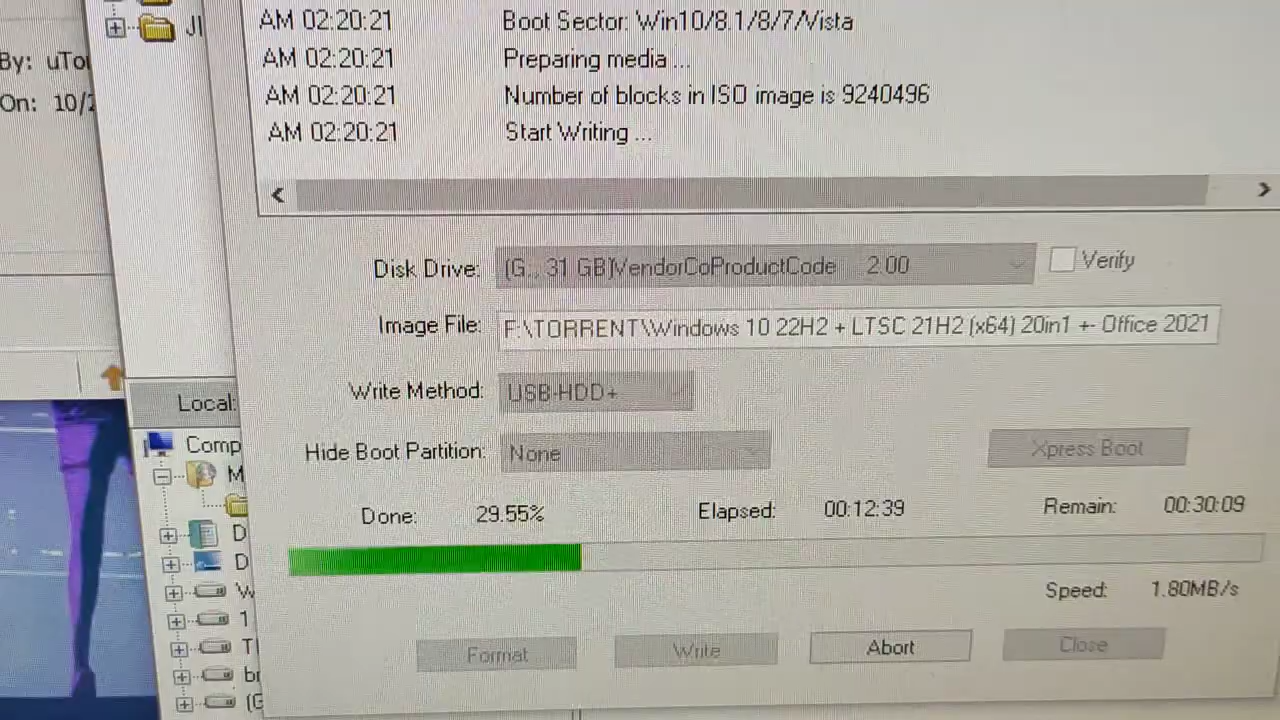 AM 02:20:21 Boot Sector: Win10/8.1/8/7/Vista
By: uTor
AM 02:20:21 Preparing media ...
On: 10/2
AM 02:20:21 Number of blocks in ISO image is 9240496
AM 02:20:21 Start Writing ...
Disk Drive: (G:, 31 GB)VendorCoProductCode 2.00 Verify
Image File: F:\TORRENT\Windows 10 22H2 + LTSC 21H2 (x64) 20in1 +- Office 2021
Write Method: USB-HDD+
Local:
Comp
Hide Boot Partition: None Xpress Boot
M
Done: 29.55% Elapsed: 00:12:39 Remain: 00:30:09
D
D
Speed: 1.80MB/s
W
1
T
Format Write Abort Close
br
(G